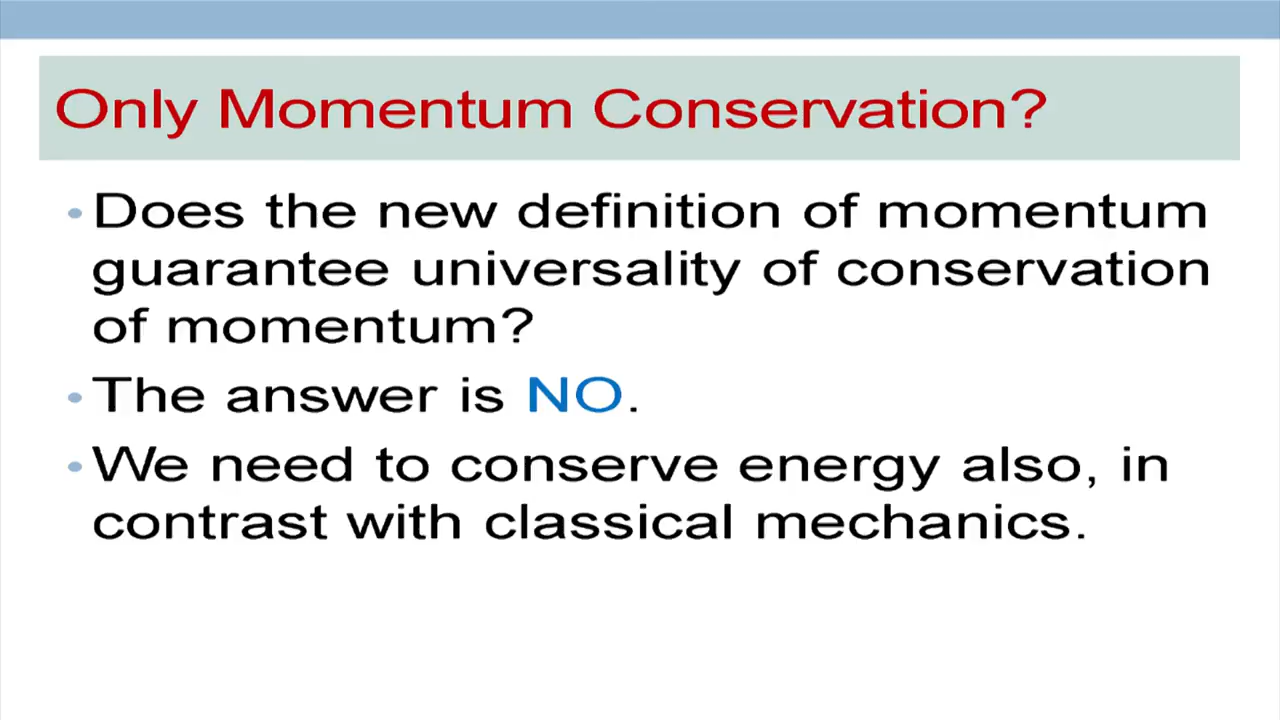 Only Momentum Conservation?
• Does the new definition of momentum
guarantee universality of conservation
of momentum?
• The answer is NO.
• We need to conserve energy also, in
contrast with classical mechanics.